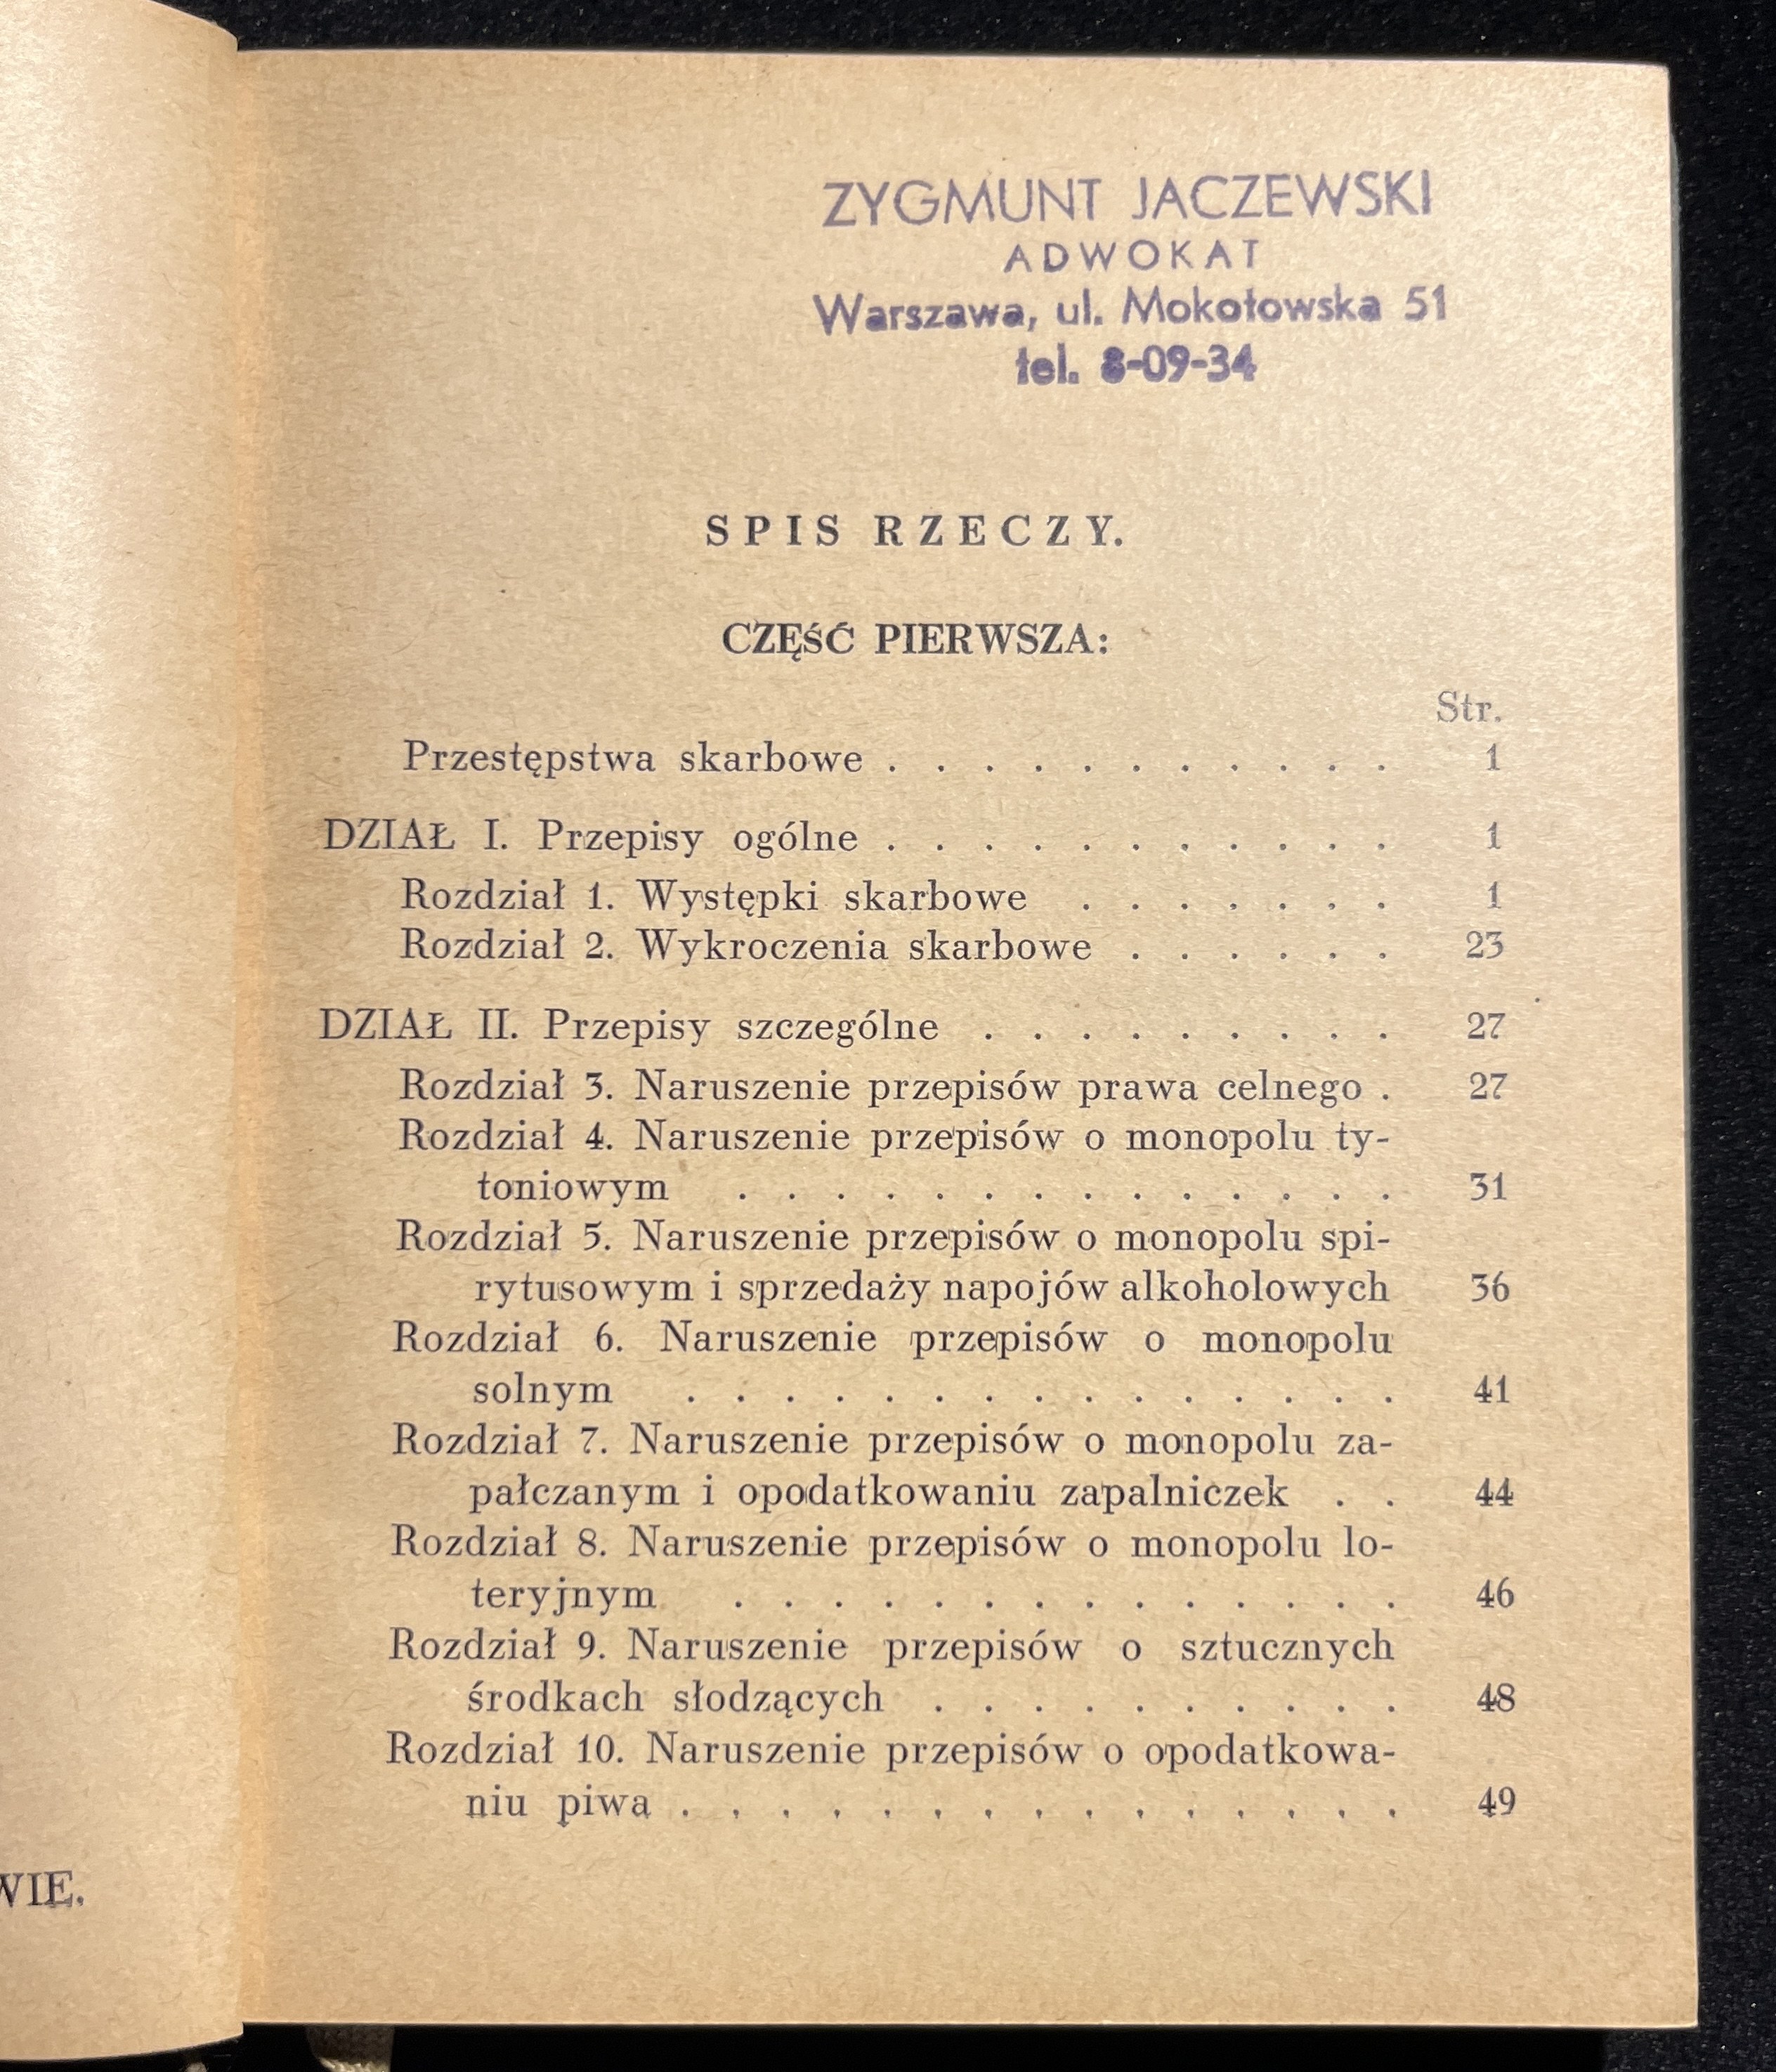 ZYGMUNT JACZEWSKI
ADWOKAT
Warszawa, ul. Mokotowska 51
tel. 8-09-34
SPIS RZECZY.
CZĘŚĆ PIERWSZA:
Str.
Przestępstwa skarbowe . . . . . . . . . . . 1
DZIAŁ I. Przepisy ogólne . . . . . . . . . . . 1
Rozdział 1. Występki skarbowe . . . . . . . 1
Rozdział 2. Wykroczenia skarbowe . . . . . . 23
DZIAŁ II. Przepisy szczególne . . . . . . . . . 27
Rozdział 3. Naruszenie przepisów prawa celnego . 27
Rozdział 4. Naruszenie przepisów o monopolu ty-
toniowym . . . . . . . . . . . . . . 31
Rozdział 5. Naruszenie przepisów o monopolu spi-
rytusowym i sprzedaży napojów alkoholowych 36
Rozdział 6. Naruszenie przepisów o monopolu
solnym . . . . . . . . . . . . . . . 41
Rozdział 7. Naruszenie przepisów o monopolu za-
pałczanym i opodatkowaniu zapalniczek . . 44
Rozdział 8. Naruszenie przepisów o monopolu lo-
teryjnym . . . . . . . . . . . . . . 46
Rozdział 9. Naruszenie przepisów o sztucznych
środkach słodzących . . . . . . . . . . 48
Rozdział 10. Naruszenie przepisów o opodatkowa-
niu piwa . . . . . . . . . . . . . . . 49
WIE.